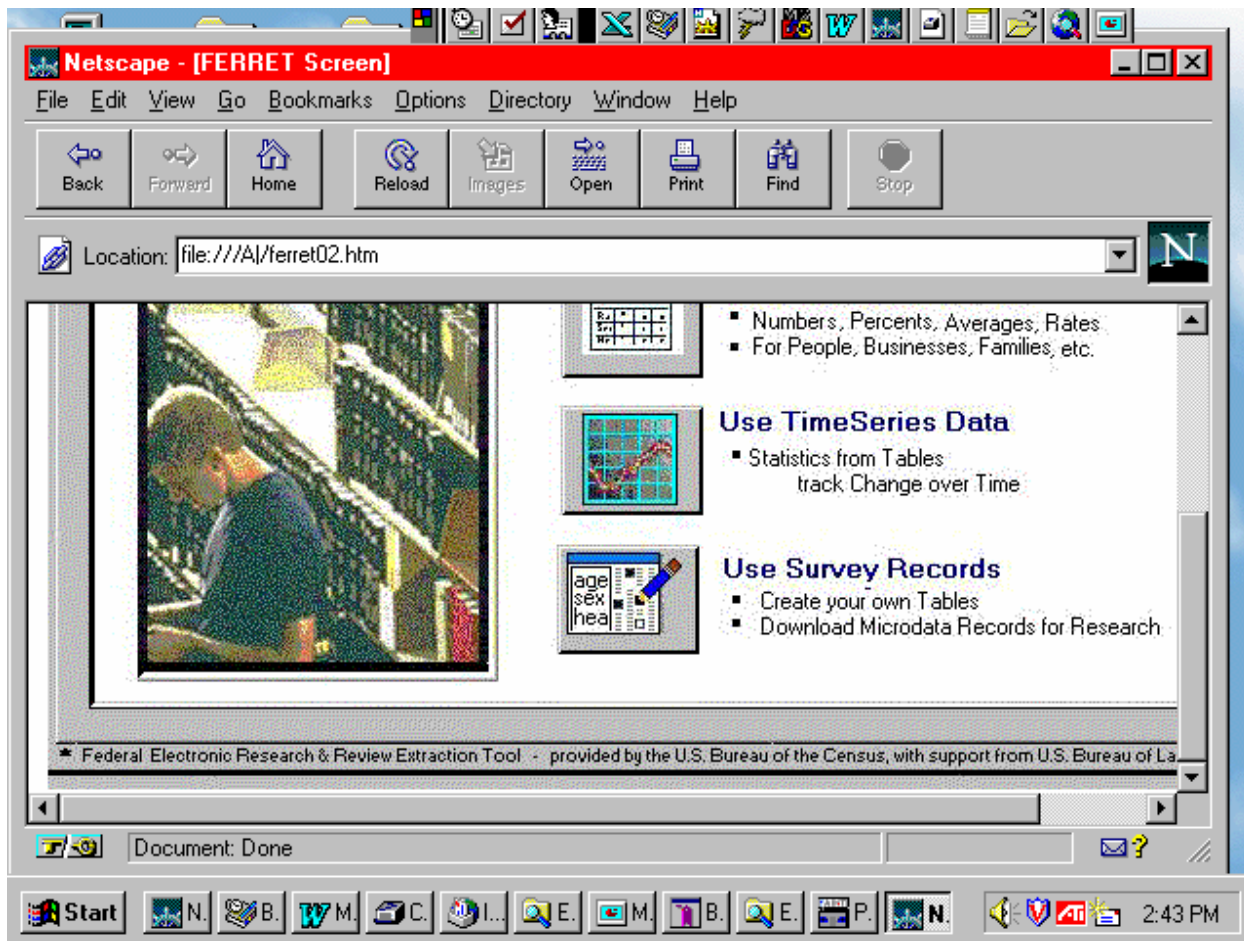 Netscape - [FERRET Screen]
File Edit View Go Bookmarks Options Directory Window Help
Back Forward Home Reload Images Open Print Find Stop
Location: file:///A|/ferret02.htm
N
Numbers, Percents, Averages, Rates
For People, Businesses, Families, etc.
Use TimeSeries Data
Statistics from Tables
track Change over Time
Use Survey Records
age
sex
hea
Create your own Tables
Download Microdata Records for Research
* Federal Electronic Research & Review Extraction Tool - provided by the U.S. Bureau of the Census, with support from U.S. Bureau of La
Document: Done
Start N. B. W M. C. I... E. M. B. E. P. N. ATI 2:43 PM